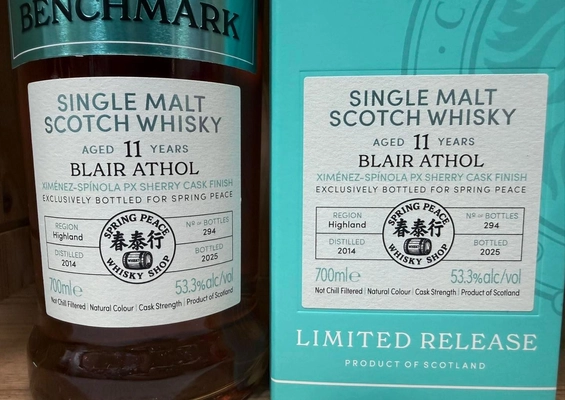 BENCHMARK
SINGLE MALT
SCOTCH WHISKY
AGED 11 YEARS
BLAIR ATHOL
XIMÉNEZ-SPÍNOLA PX SHERRY CASK FINISH
EXCLUSIVELY BOTTLED FOR SPRING PEACE
REGION
Highland
DISTILLED
2014
SPRING PEACE
春泰行
WHISKY SHOP
Nº OF BOTTLES
294
BOTTLED
2025
700ml e
53.3%alc/vol
Not Chill Filtered | Natural Colour | Cask Strength | Product of Scotland
SINGLE MALT
SCOTCH WHISKY
AGED 11 YEARS
BLAIR ATHOL
XIMÉNEZ-SPÍNOLA PX SHERRY CASK FINISH
EXCLUSIVELY BOTTLED FOR SPRING PEACE
REGION
Highland
DISTILLED
2014
SPRING PEACE
春泰行
WHISKY SHOP
Nº OF BOTTLES
294
BOTTLED
2025
700ml e
53.3%alc/vol
Not Chill Filtered | Natural Colour | Cask Strength | Product of Scotland
LIMITED RELEASE
PRODUCT OF SCOTLAND